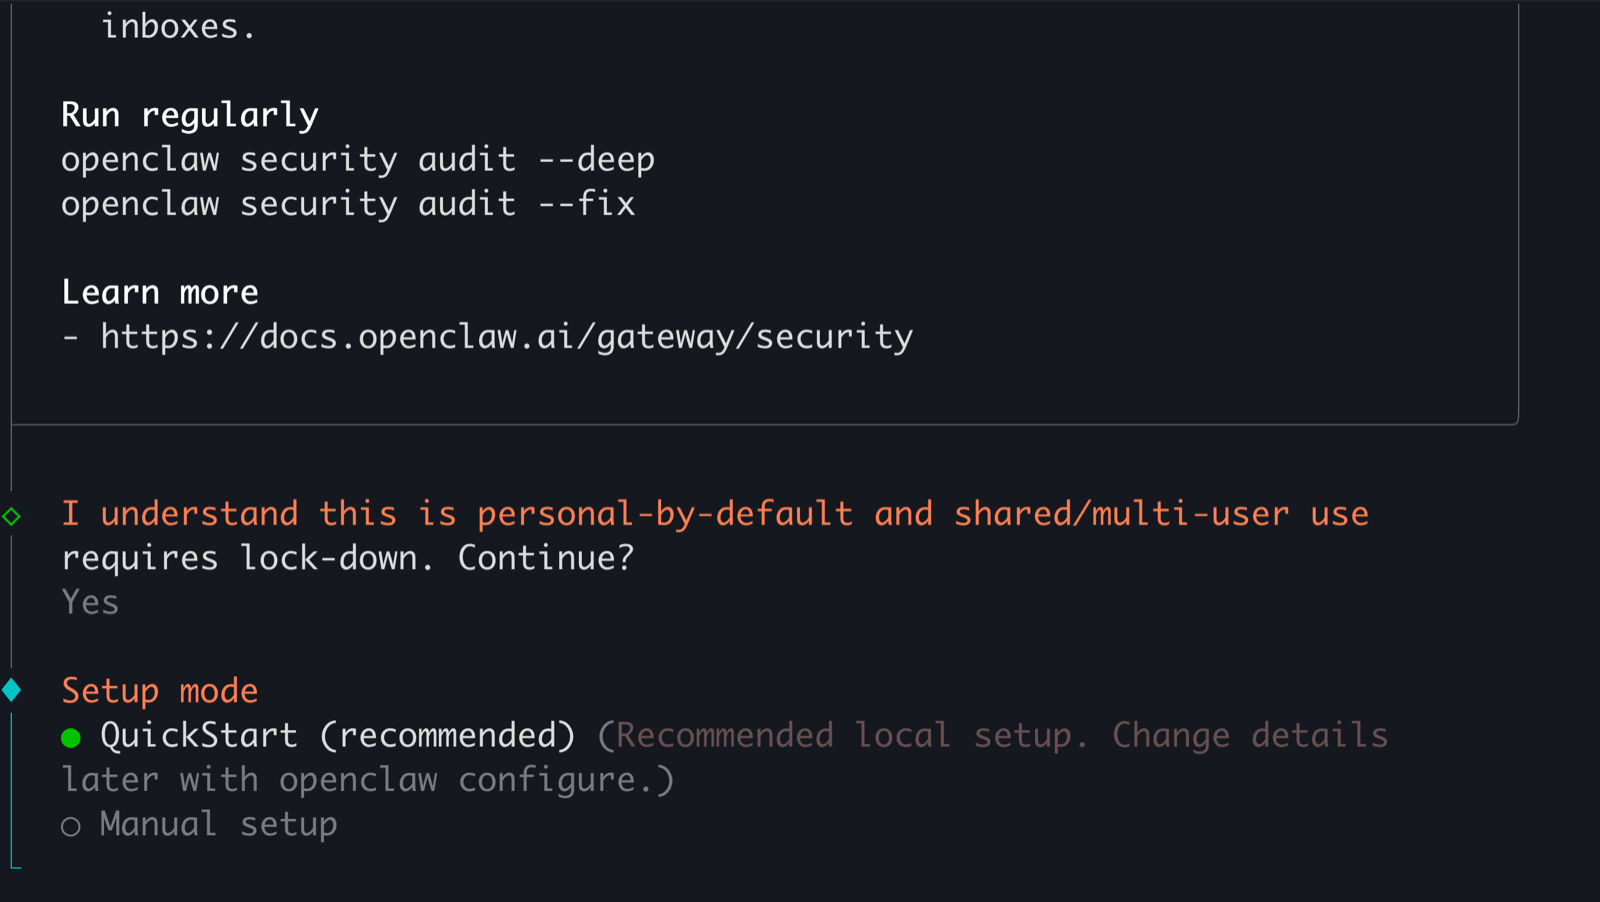 inboxes.
Run regularly
openclaw security audit --deep
openclaw security audit --fix
Learn more
- https://docs.openclaw.ai/gateway/security
I understand this is personal-by-default and shared/multi-user use
requires lock-down. Continue?
Yes
Setup mode
● QuickStart (recommended) (Recommended local setup. Change details
later with openclaw configure.)
○ Manual setup